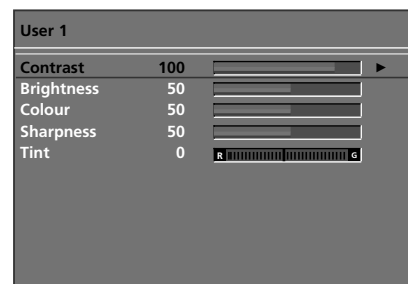 User 1
Contrast 100
Brightness 50
Colour 50
Sharpness 50
Tint 0
R G